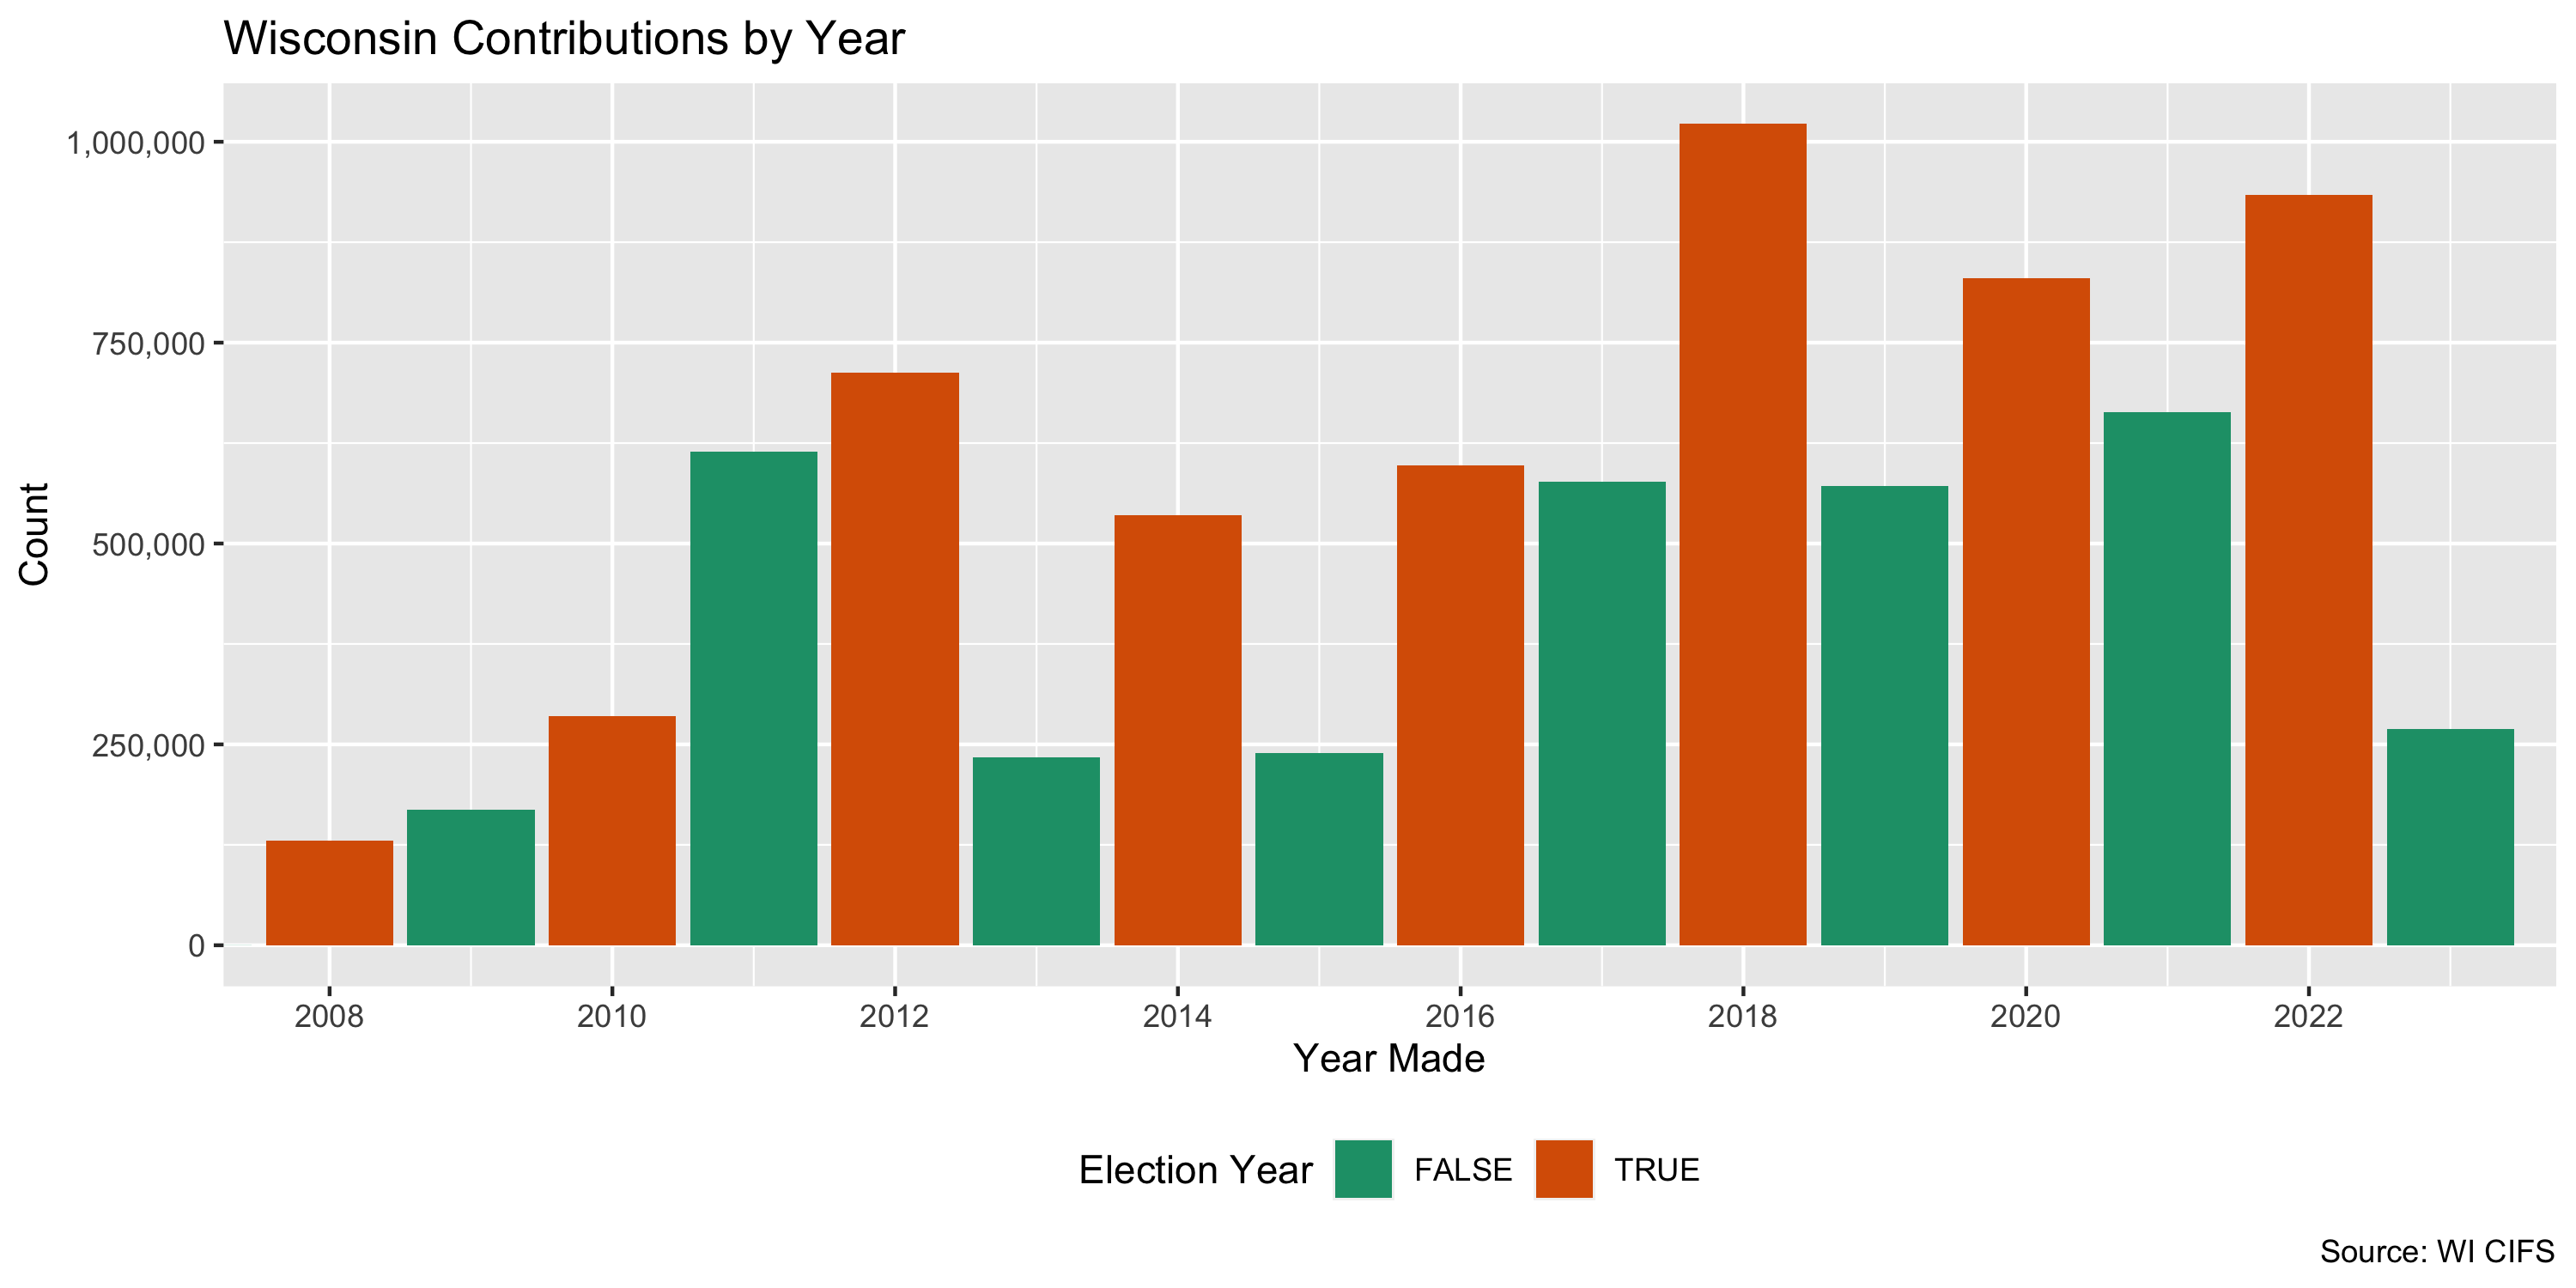 Wisconsin Contributions by Year
Count
1,000,000
750,000
500,000
250,000
0
2008 2010 2012 2014 2016 2018 2020 2022
Year Made
Election Year FALSE TRUE
Source: WI CIFS